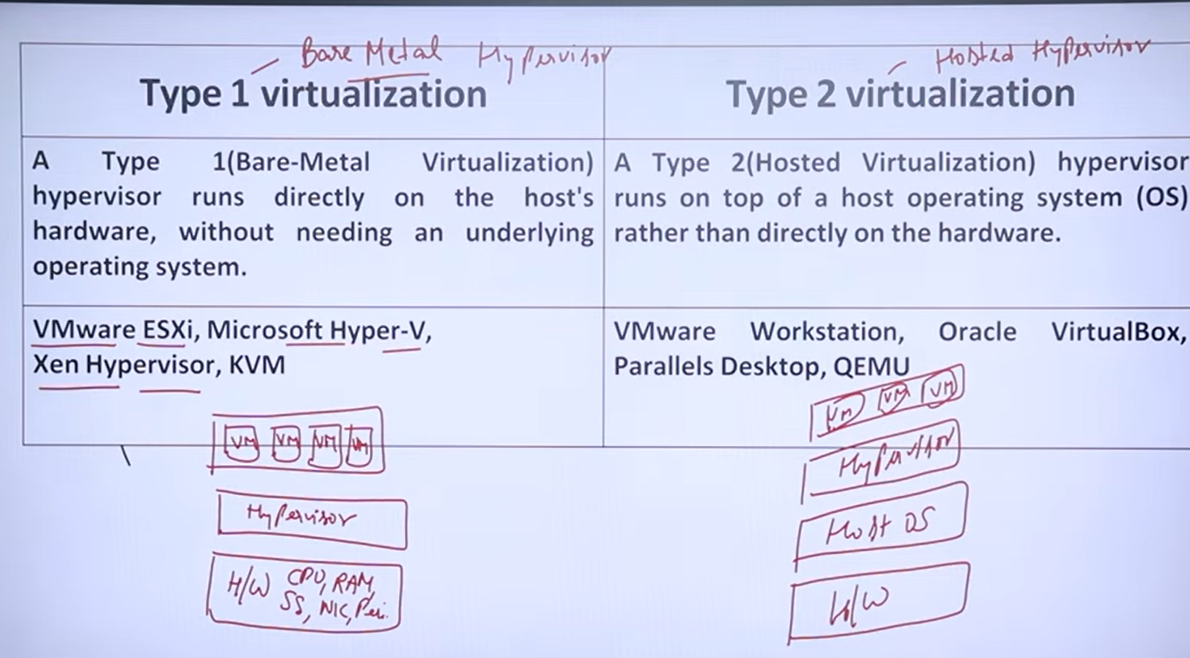 Bare Metal Hypervisor
Type 1 virtualization
A Type 1(Bare-Metal Virtualization)
hypervisor runs directly on the host's
hardware, without needing an underlying
operating system.
VMware ESXi, Microsoft Hyper-V,
Xen Hypervisor, KVM
VM VM VM VM
Hypervisor
H/W CPU, RAM,
SS, NIC, Peri.
Hosted Hypervisor
Type 2 virtualization
A Type 2(Hosted Virtualization) hypervisor
runs on top of a host operating system (OS)
rather than directly on the hardware.
VMware Workstation, Oracle VirtualBox,
Parallels Desktop, QEMU
VM VM VM
Hypervisor
Host OS
H/W